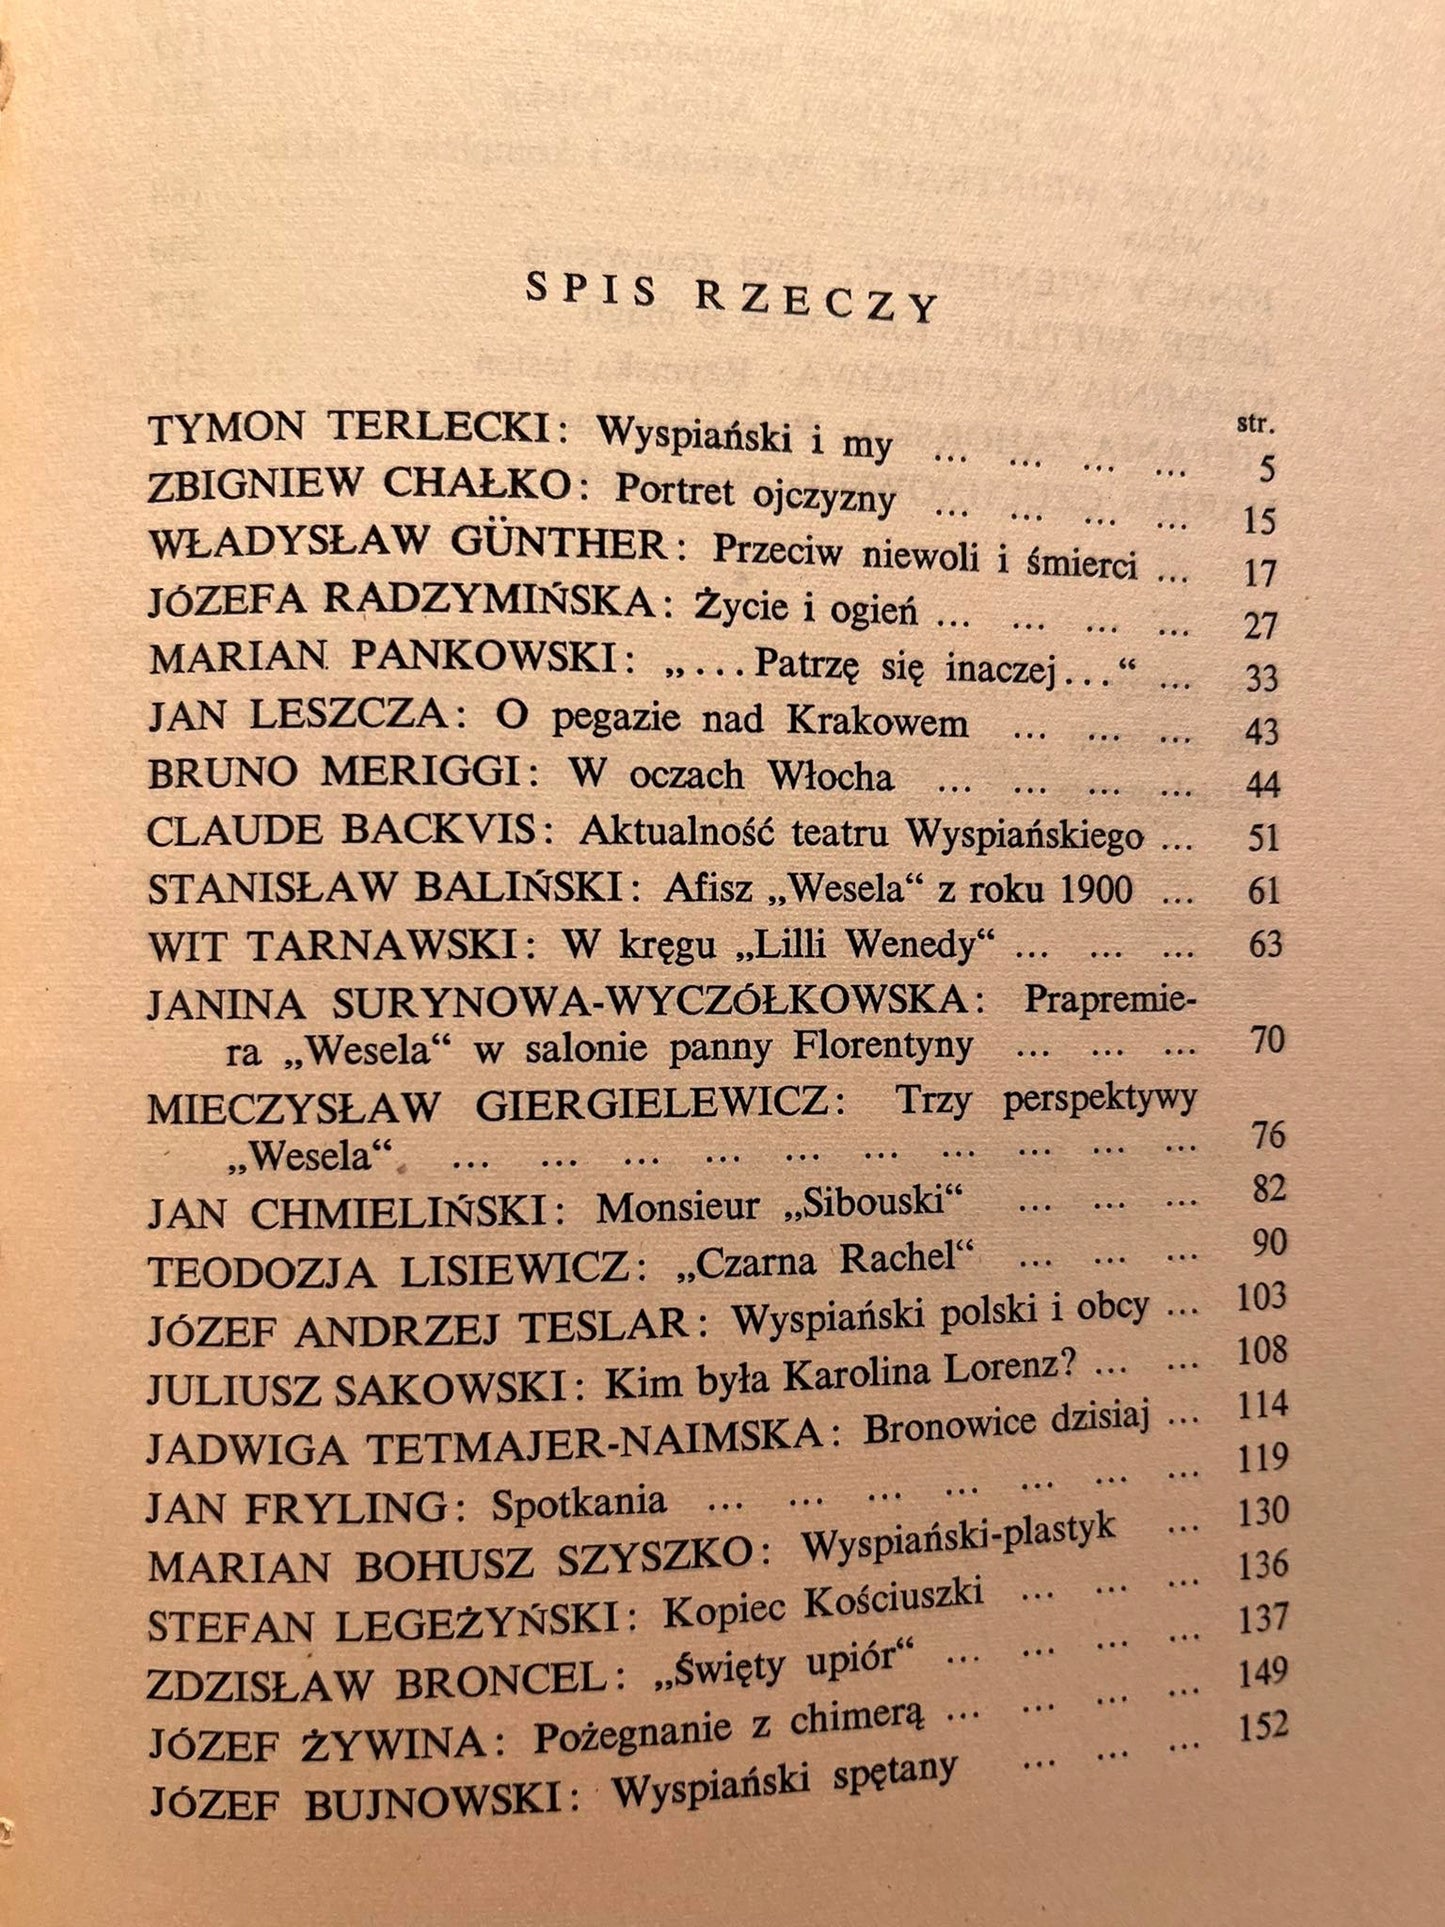 SPIS RZECZY
str.
TYMON TERLECKI: Wyspiański i my ... ... ... ... 5
ZBIGNIEW CHAŁKO: Portret ojczyzny ... ... ... ... 15
WŁADYSŁAW GÜNTHER: Przeciw niewoli i śmierci ... 17
JÓZEFA RADZYMIŃSKA: Życie i ogień ... ... ... ... 27
MARIAN PANKOWSKI: „...Patrzę się inaczej...“ ... 33
JAN LESZCZA: O pegazie nad Krakowem ... ... ... 43
BRUNO MERIGGI: W oczach Włocha ... ... ... ... 44
CLAUDE BACKVIS: Aktualność teatru Wyspiańskiego ... 51
STANISŁAW BALIŃSKI: Afisz „Wesela“ z roku 1900 ... 61
WIT TARNAWSKI: W kręgu „Lilli Wenedy“ ... ... ... 63
JANINA SURYNOWA-WYCZÓŁKOWSKA: Prapremie-
ra „Wesela“ w salonie panny Florentyny ... ... ... 70
MIECZYSŁAW GIERGIELEWICZ: Trzy perspektywy
„Wesela“ ... ... ... ... ... ... ... ... ... ... 76
JAN CHMIELIŃSKI: Monsieur „Sibouski“ ... ... ... 82
TEODOZJA LISIEWICZ: „Czarna Rachel“ ... ... ... 90
JÓZEF ANDRZEJ TESLAR: Wyspiański polski i obcy ... 103
JULIUSZ SAKOWSKI: Kim była Karolina Lorenz? ... ... 108
JADWIGA TETMAJER-NAIMSKA: Bronowice dzisiaj ... 114
JAN FRYLING: Spotkania ... ... ... ... ... ... ... 119
MARIAN BOHUSZ SZYSZKO: Wyspiański-plastyk ... 130
STEFAN LEGEŻYŃSKI: Kopiec Kościuszki ... ... ... 136
ZDZISŁAW BRONCEL: „Święty upiór“ ... ... ... ... 137
JÓZEF ŻYWINA: Pożegnanie z chimerą ... ... ... ... 149
JÓZEF BUJNOWSKI: Wyspiański spętany ... ... ... 152